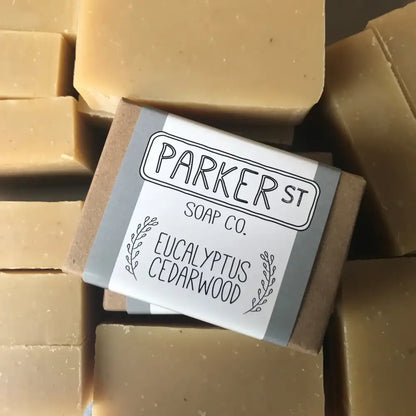 PARKER ST
SOAP CO.
EUCALYPTUS
CEDARWOOD